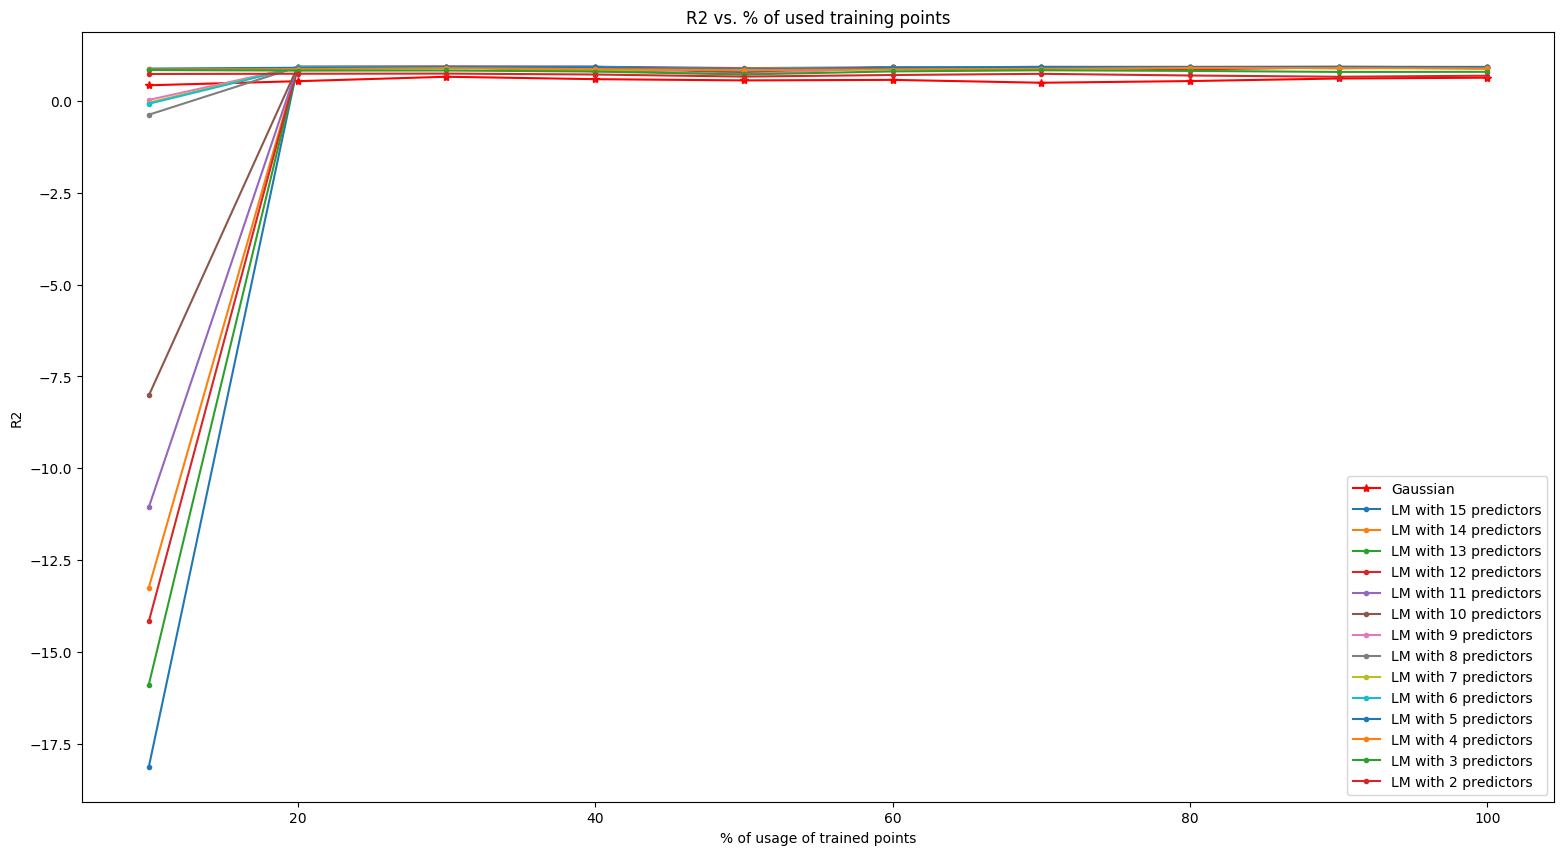 R2 vs. % of used training points
R2
0.0
−2.5
−5.0
−7.5
−10.0
−12.5
−15.0
−17.5
20
40
60
80
100
% of usage of trained points
Gaussian
LM with 15 predictors
LM with 14 predictors
LM with 13 predictors
LM with 12 predictors
LM with 11 predictors
LM with 10 predictors
LM with 9 predictors
LM with 8 predictors
LM with 7 predictors
LM with 6 predictors
LM with 5 predictors
LM with 4 predictors
LM with 3 predictors
LM with 2 predictors